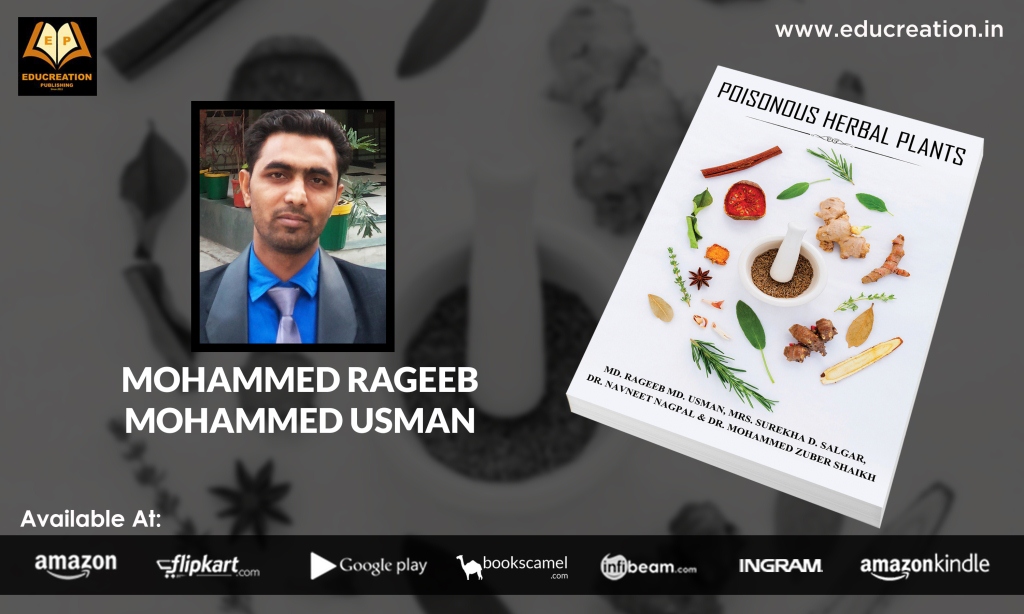 www.educreation.in
E P
EDUCREATION
PUBLISHING
Since 2011
POISONOUS HERBAL PLANTS
MD. RAGEEB MD. USMAN, MRS. SUREKHA D. SALGAR,
DR. NAVNEET NAGPAL & DR. MOHAMMED ZUBER SHAIKH
MOHAMMED RAGEEB
MOHAMMED USMAN
Available At:
amazon
flipkart.com
Google play
bookscamel
.com
infibeam.com
INGRAM
amazonkindle